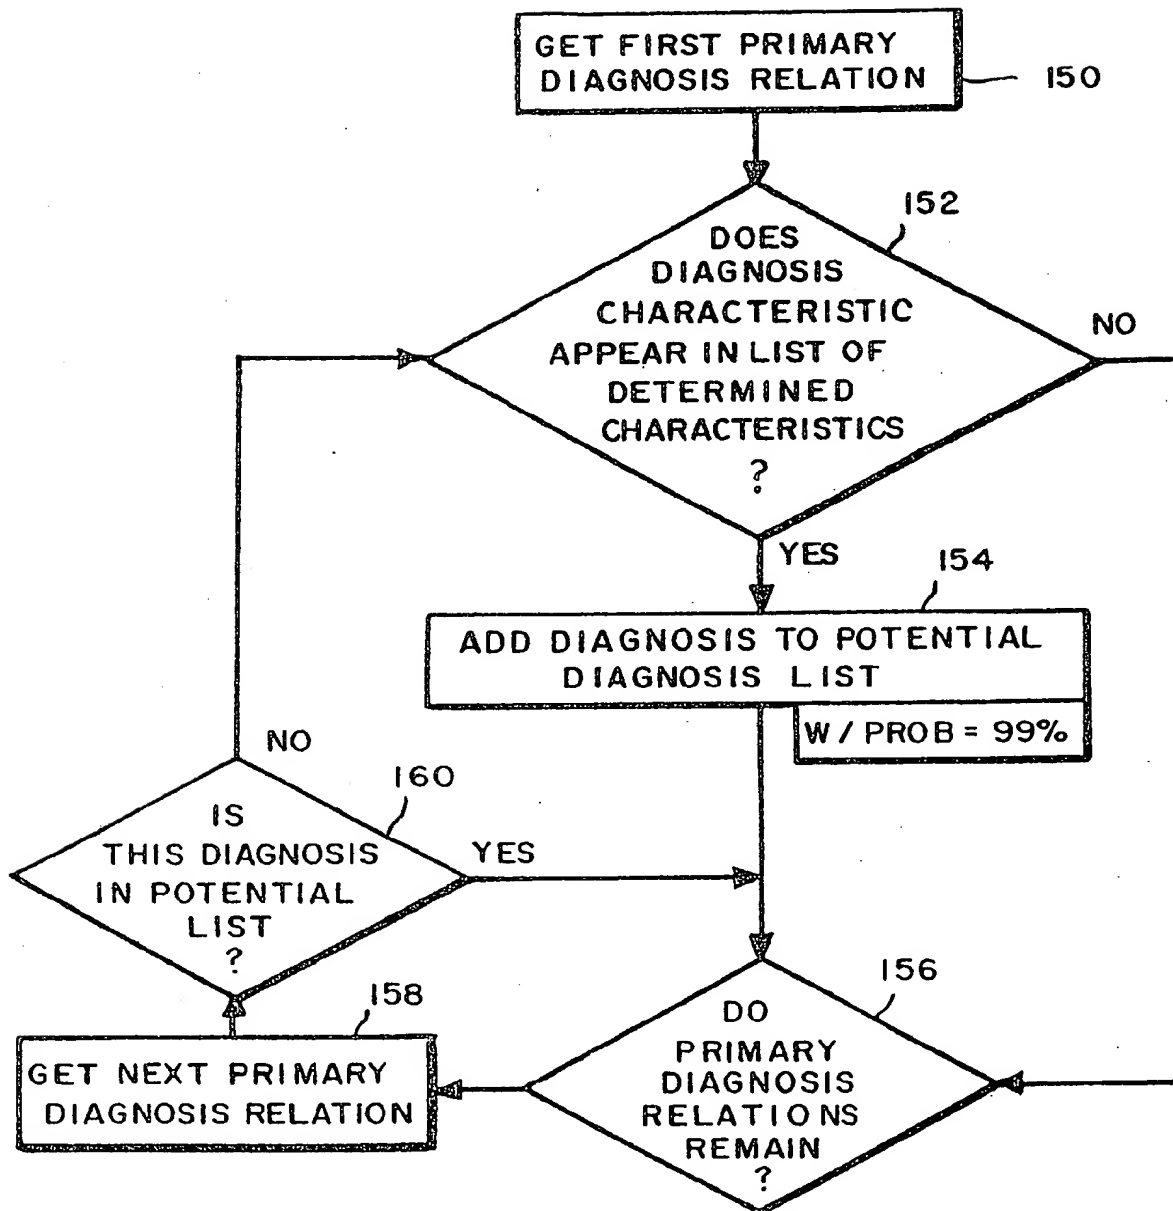 GET FIRST PRIMARY
DIAGNOSIS RELATION
150
152
DOES
DIAGNOSIS
CHARACTERISTIC
APPEAR IN LIST OF
DETERMINED
CHARACTERISTICS
?
NO
YES
154
ADD DIAGNOSIS TO POTENTIAL
DIAGNOSIS LIST
W / PROB = 99%
NO
160
IS
THIS DIAGNOSIS
IN POTENTIAL
LIST
?
YES
156
DO
PRIMARY
DIAGNOSIS
RELATIONS
REMAIN
?
158
GET NEXT PRIMARY
DIAGNOSIS RELATION